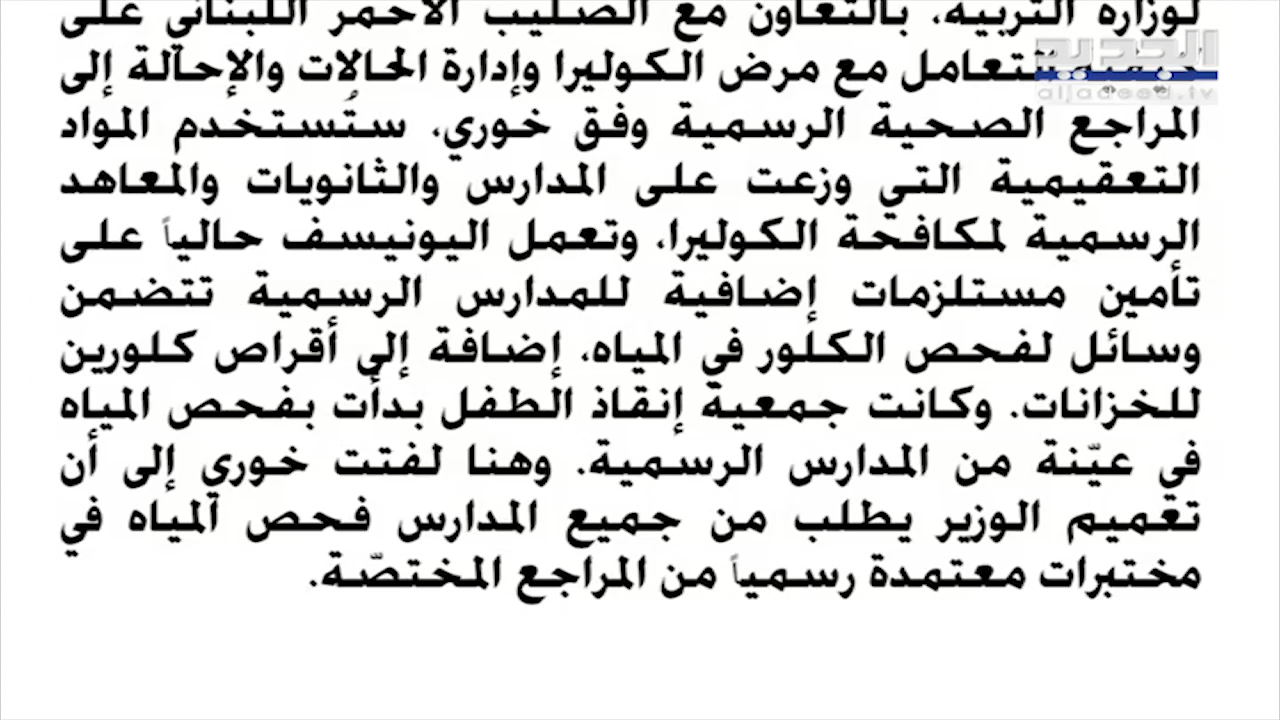 لوزارة التربية، بالتعاون مع الصليب الأحمر اللبناني على
التعامل مع مرض الكوليرا وإدارة الحالات والإحالة إلى
المراجع الصحية الرسمية وفق خوري، ستُستخدم المواد
التعقيمية التي وزعت على المدارس والثانويات والمعاهد
الرسمية لمكافحة الكوليرا، وتعمل اليونيسف حالياً على
تأمين مستلزمات إضافية للمدارس الرسمية تتضمن
وسائل لفحص الكلور في المياه، إضافة إلى أقراص كلورين
للخزانات. وكانت جمعية إنقاذ الطفل بدأت بفحص المياه
في عيّنة من المدارس الرسمية. وهنا لفتت خوري إلى أن
تعميم الوزير يطلب من جميع المدارس فحص المياه في
مختبرات معتمدة رسمياً من المراجع المختصّة.
الجديد
aljadeed.tv